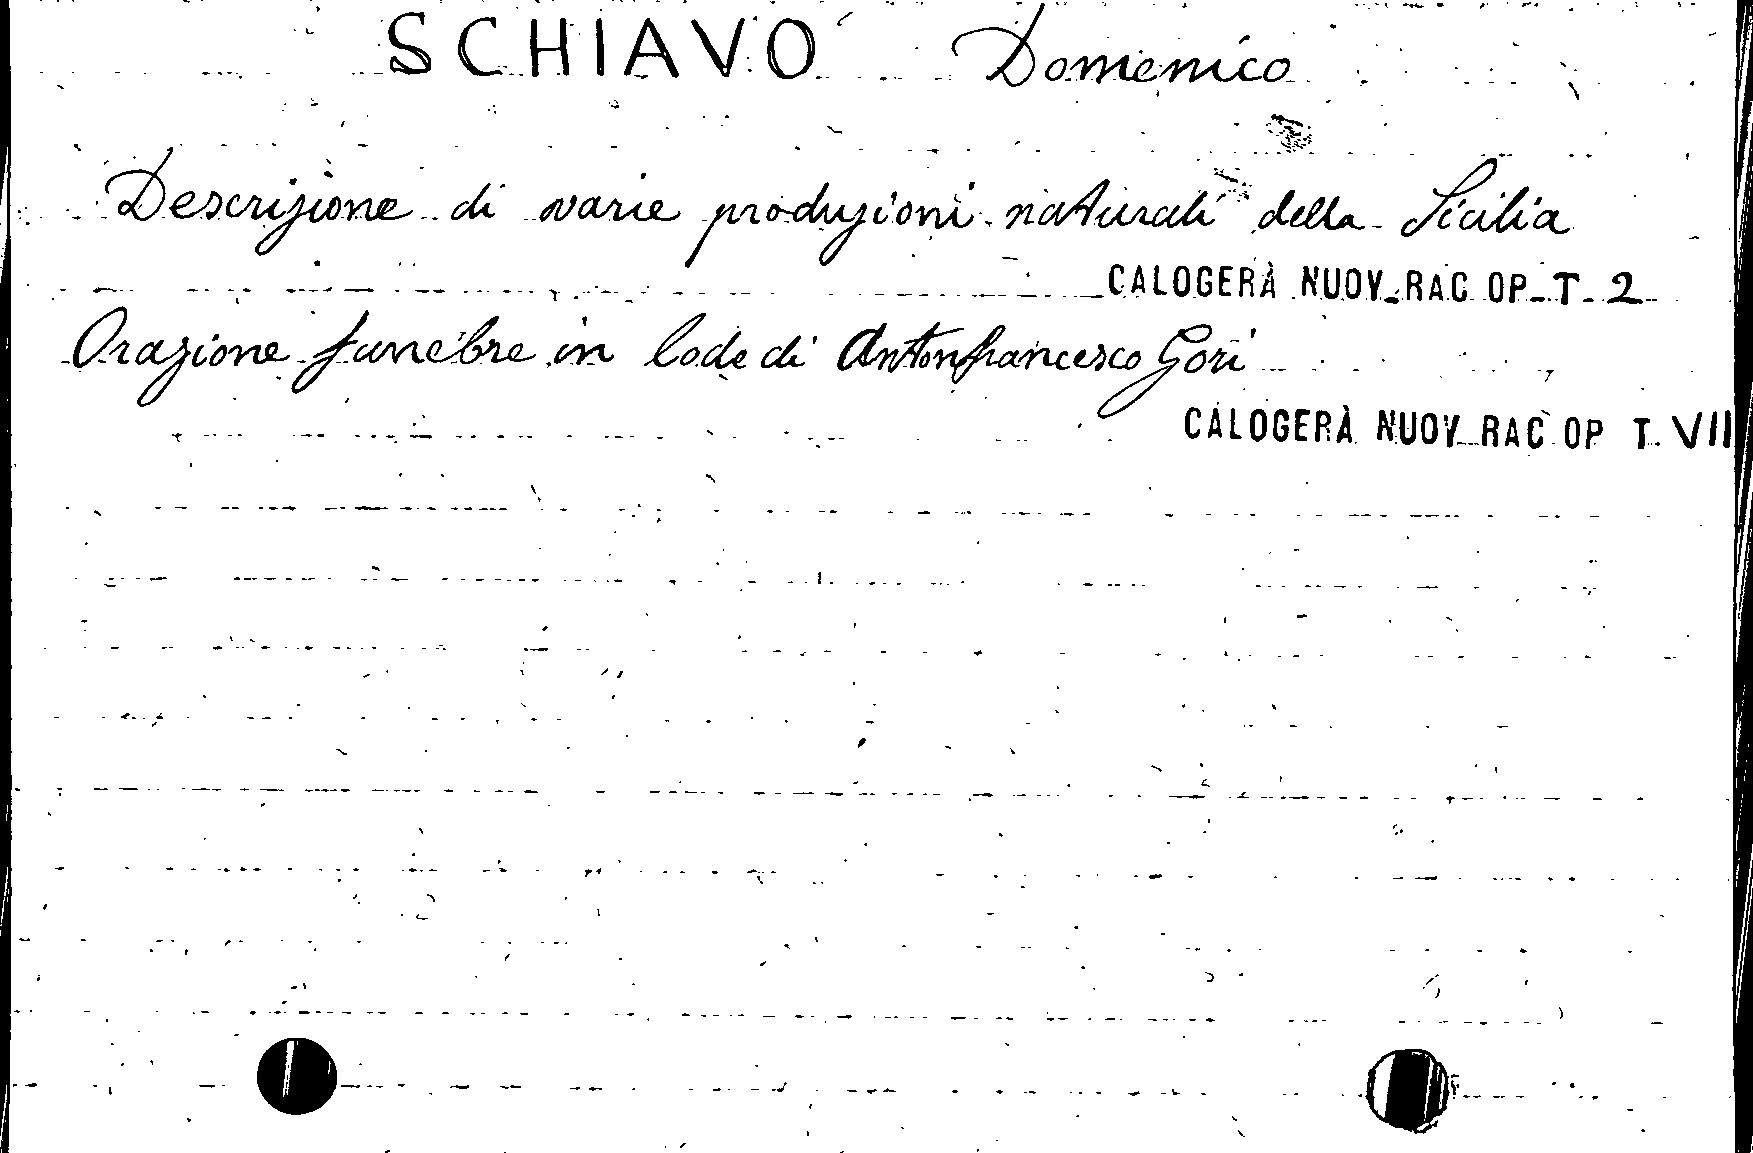 SCHIAVO Domenico
Descrizione di varie produzioni naturali della Sicilia
CALOGERÀ NUOV. RAC OP. T. 2
Orazione funebre in lode di Antonfrancesco Gori
CALOGERÀ NUOV RAC OP T. VII